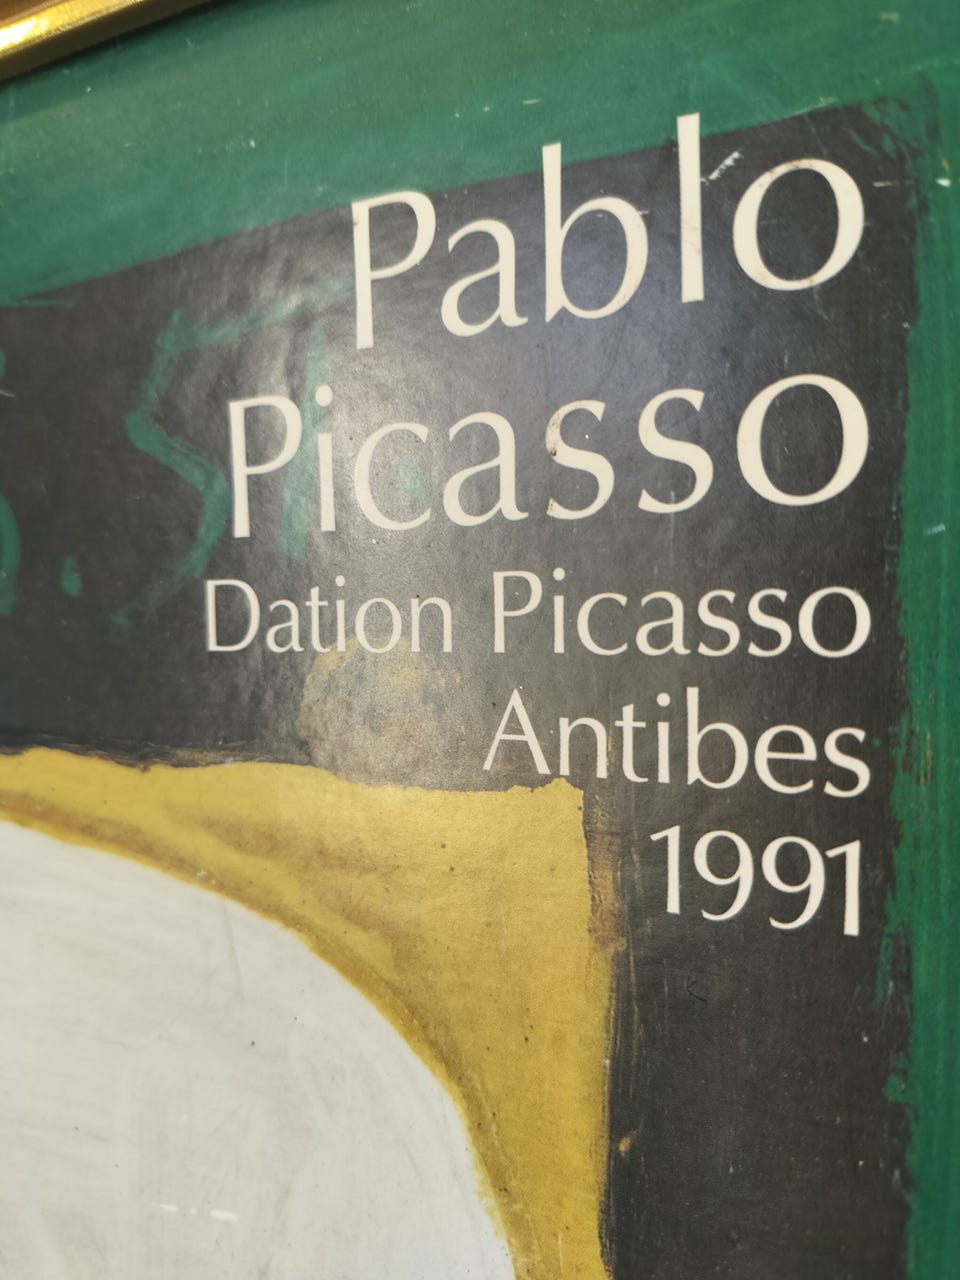 Pablo
Picasso
Dation Picasso
Antibes
1991